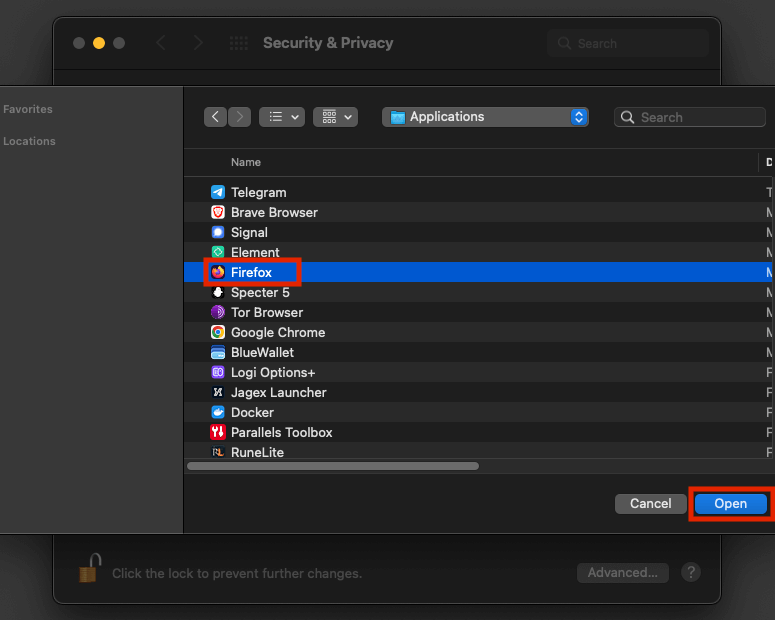 Security & Privacy
Search
Favorites
Locations
Applications
Search
Name
D
Telegram
T
Brave Browser
M
Signal
M
Element
M
Firefox
M
Specter 5
M
Tor Browser
M
Google Chrome
M
BlueWallet
M
Logi Options+
F
Jagex Launcher
F
Docker
F
Parallels Toolbox
F
RuneLite
F
Cancel
Open
Click the lock to prevent further changes.
Advanced...
?